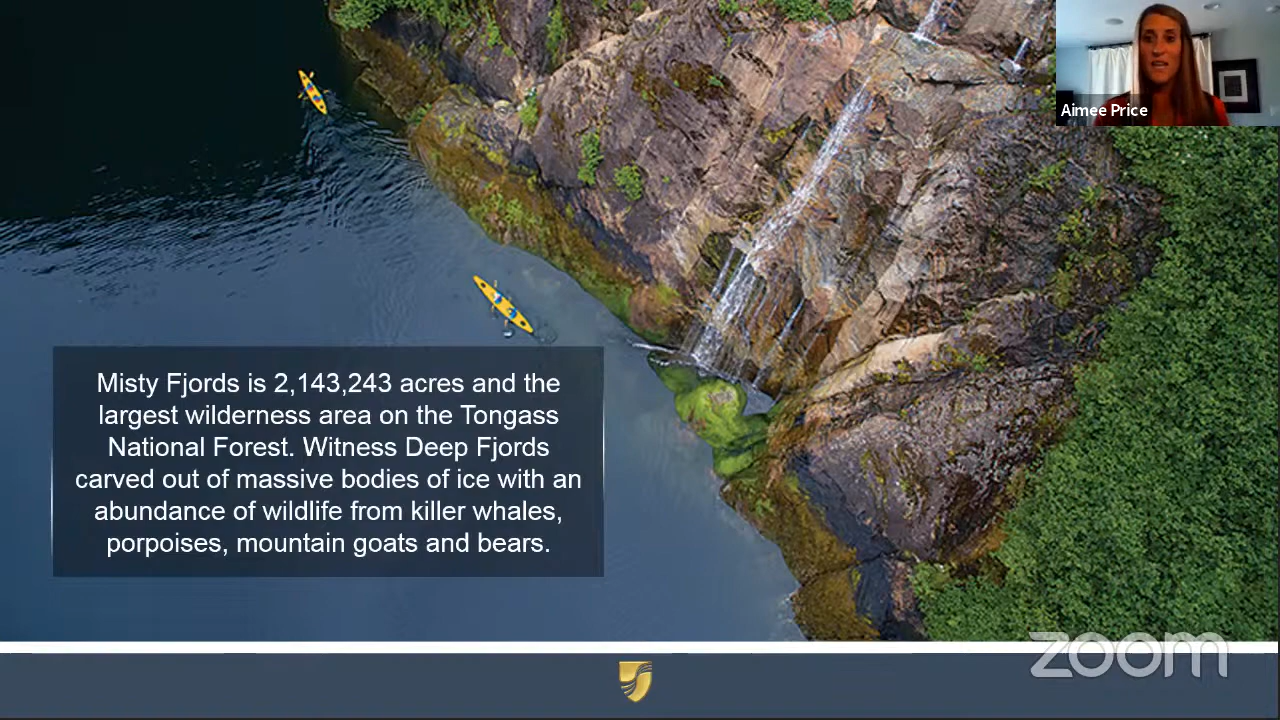 Aimee Price
Misty Fjords is 2,143,243 acres and the
largest wilderness area on the Tongass
National Forest. Witness Deep Fjords
carved out of massive bodies of ice with an
abundance of wildlife from killer whales,
porpoises, mountain goats and bears.
zoom